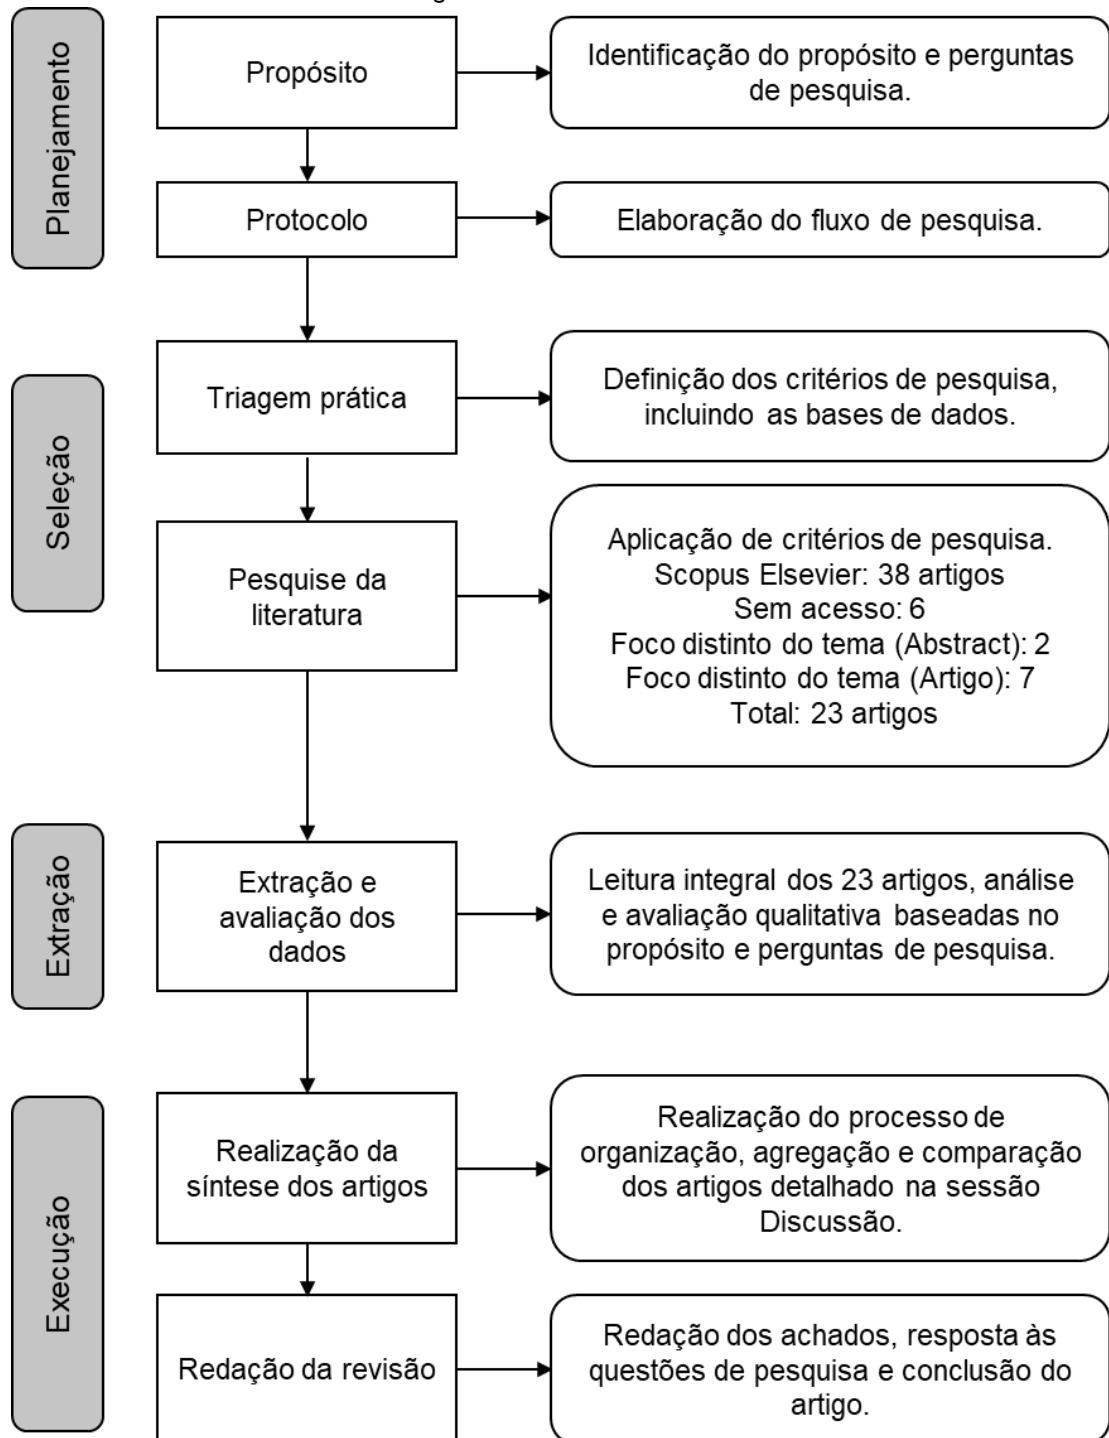 Planejamento
Propósito
Identificação do propósito e perguntas
de pesquisa.
Protocolo
Elaboração do fluxo de pesquisa.
Seleção
Triagem prática
Definição dos critérios de pesquisa,
incluindo as bases de dados.
Pesquise da
literatura
Aplicação de critérios de pesquisa.
Scopus Elsevier: 38 artigos
Sem acesso: 6
Foco distinto do tema (Abstract): 2
Foco distinto do tema (Artigo): 7
Total: 23 artigos
Extração
Extração e
avaliação dos
dados
Leitura integral dos 23 artigos, análise
e avaliação qualitativa baseadas no
propósito e perguntas de pesquisa.
Execução
Realização da
síntese dos artigos
Realização do processo de
organização, agregação e comparação
dos artigos detalhado na sessão
Discussão.
Redação da revisão
Redação dos achados, resposta às
questões de pesquisa e conclusão do
artigo.